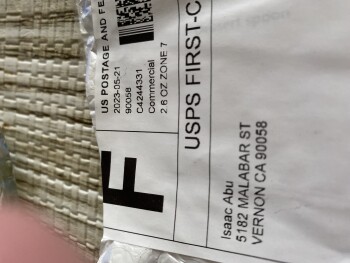 US POSTAGE AND FE
2023-05-21
90058
C4244331
Commercial
2.6 OZ ZONE 7
F
USPS FIRST-C
Isaac Abu
5182 MALABAR ST
VERNON CA 90058